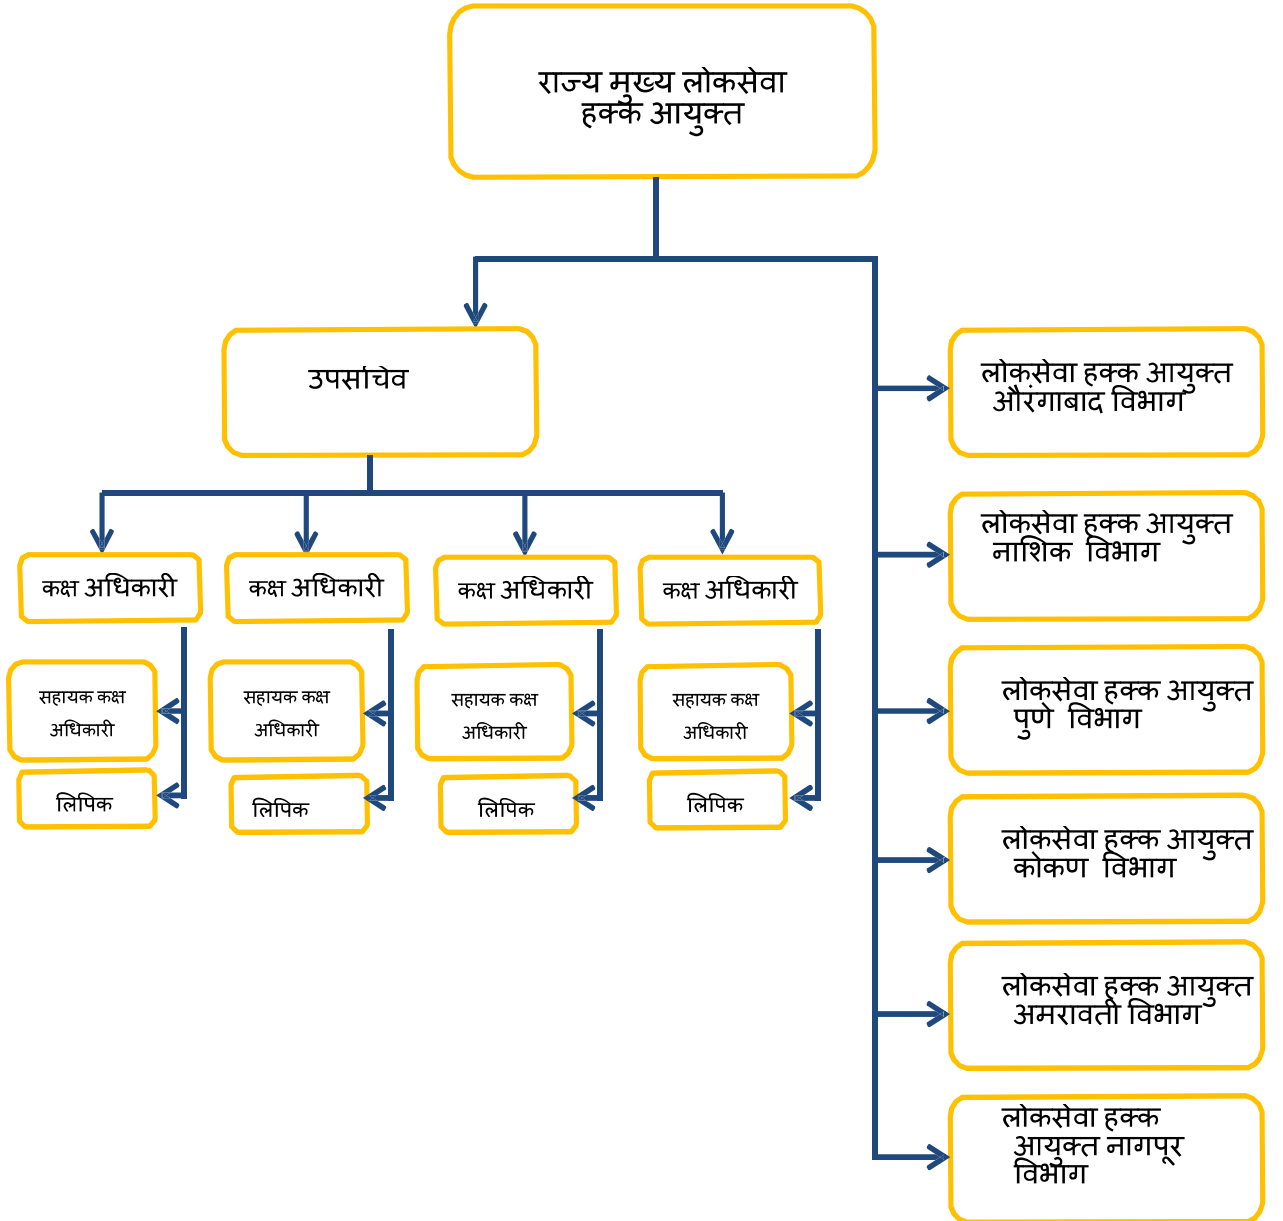 राज्य मुख्य लोकसेवा
हक्क आयुक्त
उपसचिव
लोकसेवा हक्क आयुक्त
औरंगाबाद विभाग
लोकसेवा हक्क आयुक्त
नाशिक विभाग
लोकसेवा हक्क आयुक्त
पुणे विभाग
लोकसेवा हक्क आयुक्त
कोकण विभाग
लोकसेवा हक्क आयुक्त
अमरावती विभाग
लोकसेवा हक्क
आयुक्त नागपूर
विभाग
कक्ष अधिकारी
कक्ष अधिकारी
कक्ष अधिकारी
कक्ष अधिकारी
सहायक कक्ष
अधिकारी
सहायक कक्ष
अधिकारी
सहायक कक्ष
अधिकारी
सहायक कक्ष
अधिकारी
लिपिक
लिपिक
लिपिक
लिपिक